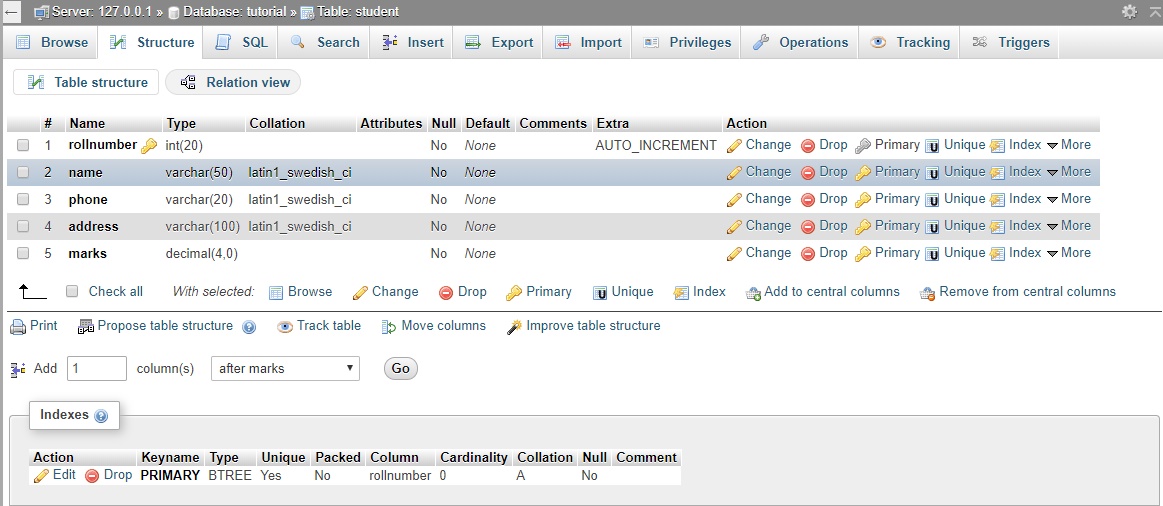 Server: 127.0.0.1 » Database: tutorial » Table: student
Browse Structure SQL Search Insert Export Import Privileges Operations Tracking Triggers
Table structure Relation view
# Name Type Collation Attributes Null Default Comments Extra Action
1 rollnumber int(20) No None AUTO_INCREMENT Change Drop Primary Unique Index More
2 name varchar(50) latin1_swedish_ci No None Change Drop Primary Unique Index More
3 phone varchar(20) latin1_swedish_ci No None Change Drop Primary Unique Index More
4 address varchar(100) latin1_swedish_ci No None Change Drop Primary Unique Index More
5 marks decimal(4,0) No None Change Drop Primary Unique Index More
Check all With selected: Browse Change Drop Primary Unique Index Add to central columns Remove from central columns
Print Propose table structure Track table Move columns Improve table structure
Add 1 column(s) after marks Go
Indexes
Action Keyname Type Unique Packed Column Cardinality Collation Null Comment
Edit Drop PRIMARY BTREE Yes No rollnumber 0 A No